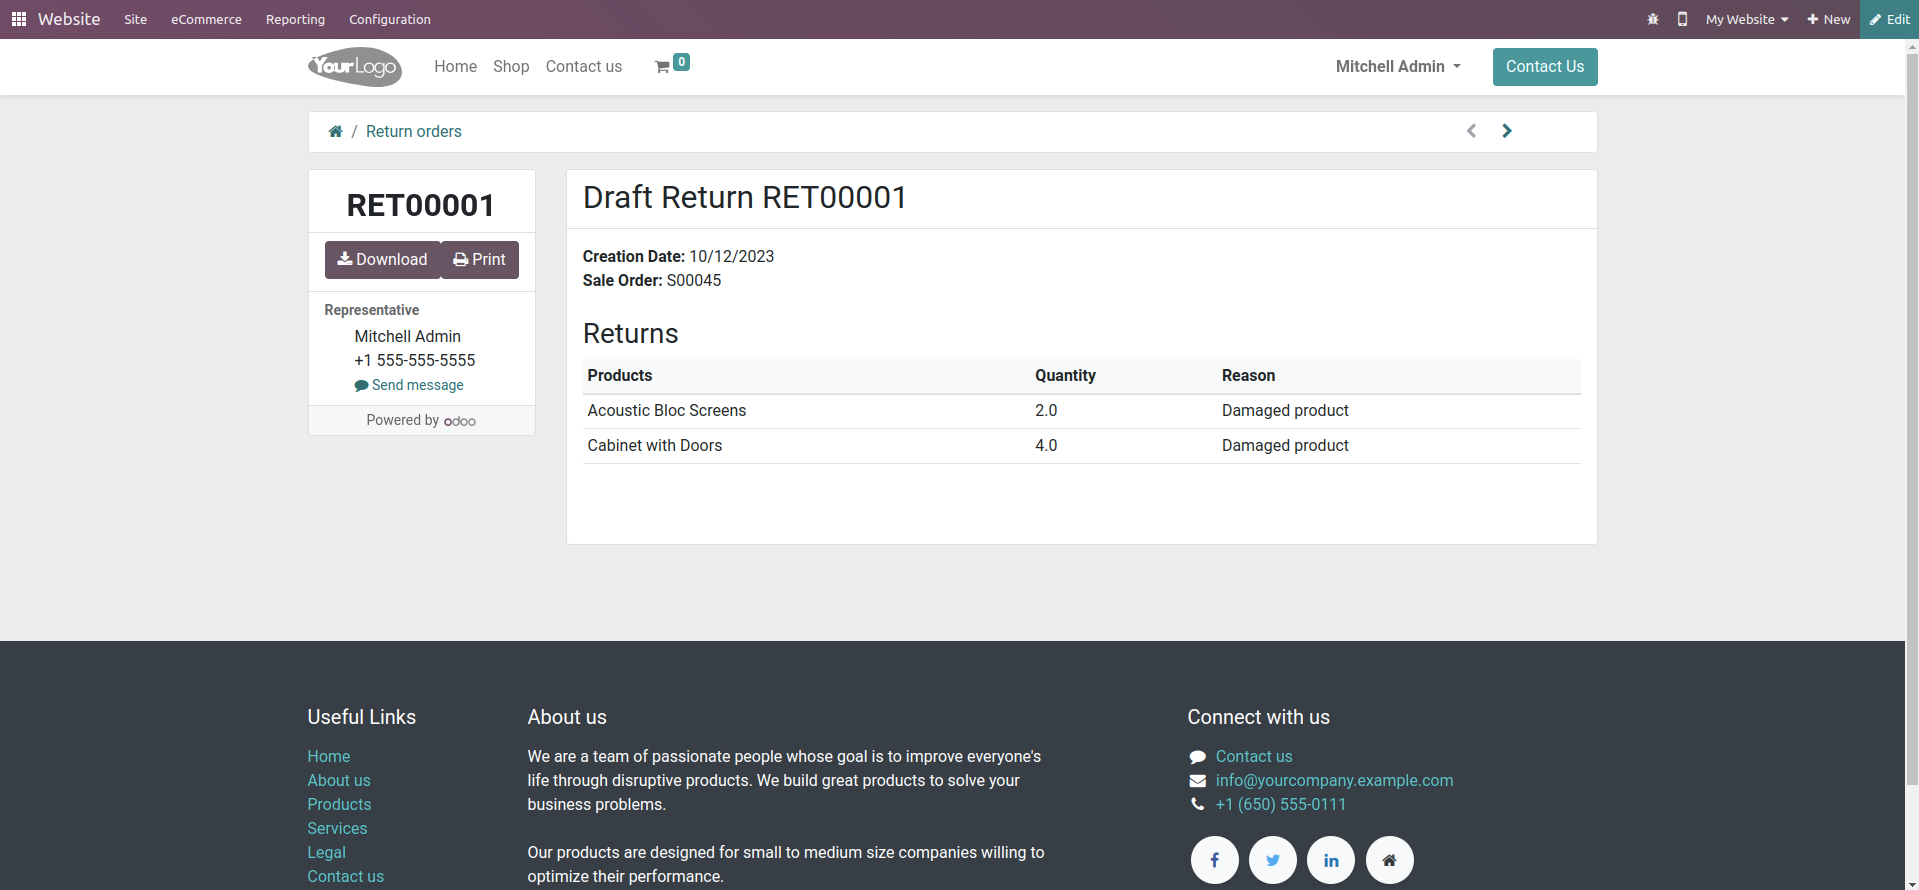 Website Site eCommerce Reporting Configuration My Website New Edit
YourLogo Home Shop Contact us 0 Mitchell Admin Contact Us
/ Return orders
RET00001
Download Print
Representative
Mitchell Admin
+1 555-555-5555
Send message
Powered by odoo
Draft Return RET00001
Creation Date: 10/12/2023
Sale Order: S00045
Returns
Products Quantity Reason
Acoustic Bloc Screens 2.0 Damaged product
Cabinet with Doors 4.0 Damaged product
Useful Links
Home
About us
Products
Services
Legal
Contact us
About us
We are a team of passionate people whose goal is to improve everyone's
life through disruptive products. We build great products to solve your
business problems.
Our products are designed for small to medium size companies willing to
optimize their performance.
Connect with us
Contact us
info@yourcompany.example.com
+1 (650) 555-0111